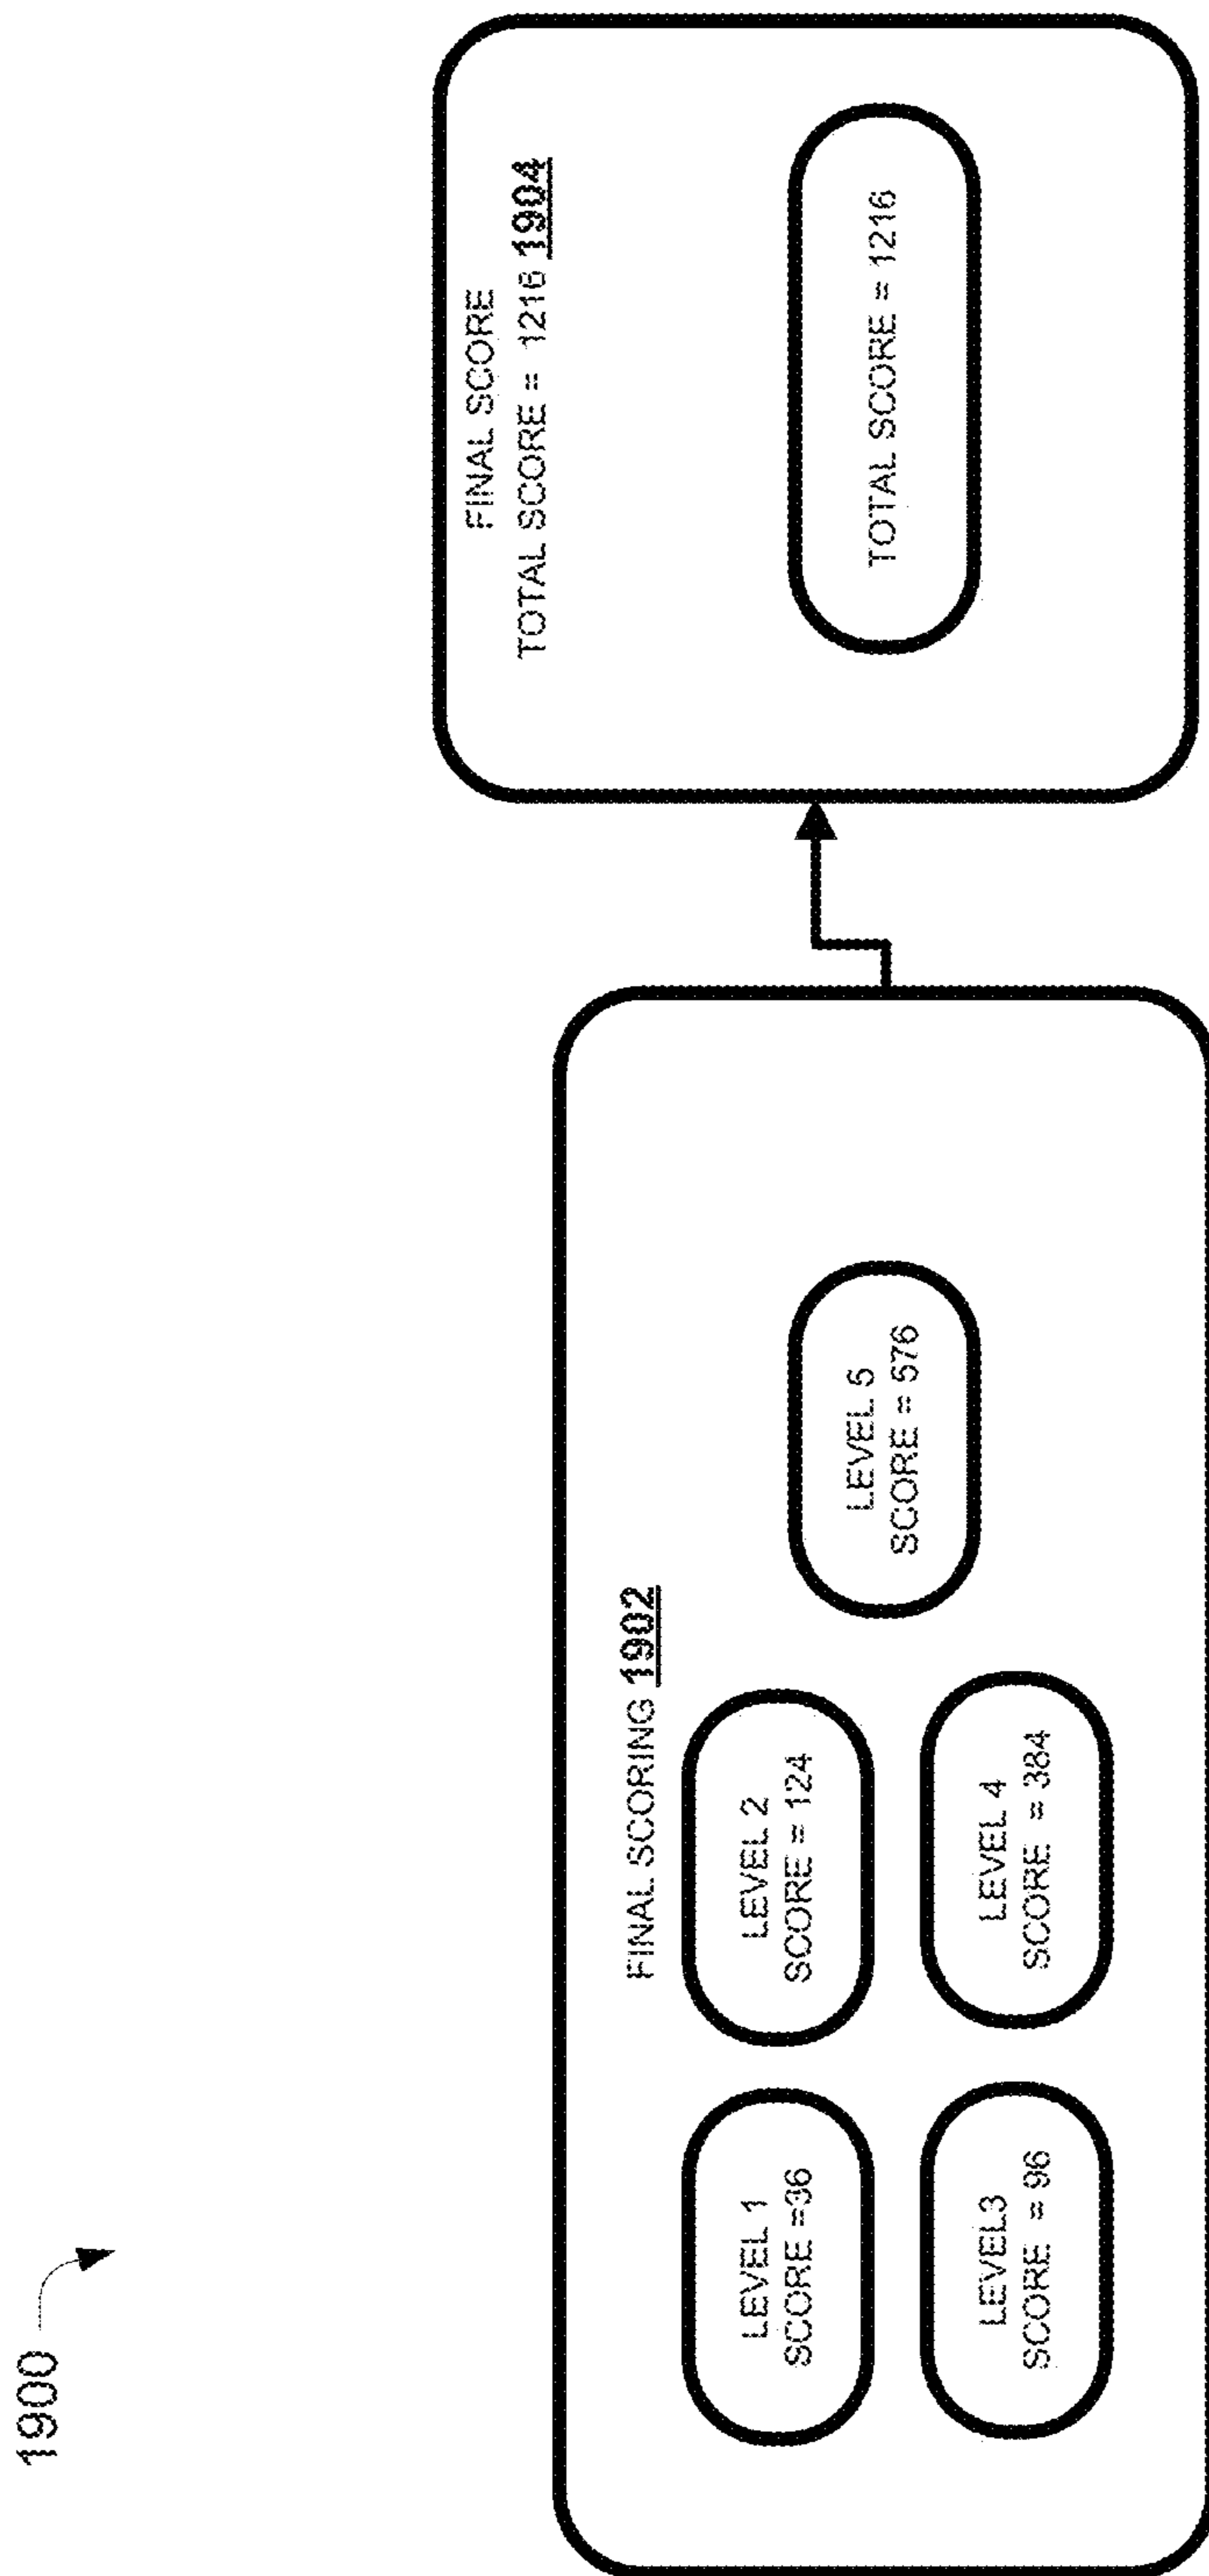 1900
FINAL SCORING 1902
LEVEL 1
SCORE =36
LEVEL 2
SCORE = 124
LEVEL3
SCORE = 96
LEVEL 4
SCORE = 384
LEVEL 5
SCORE = 576
FINAL SCORE
TOTAL SCORE = 1216 1904
TOTAL SCORE = 1216